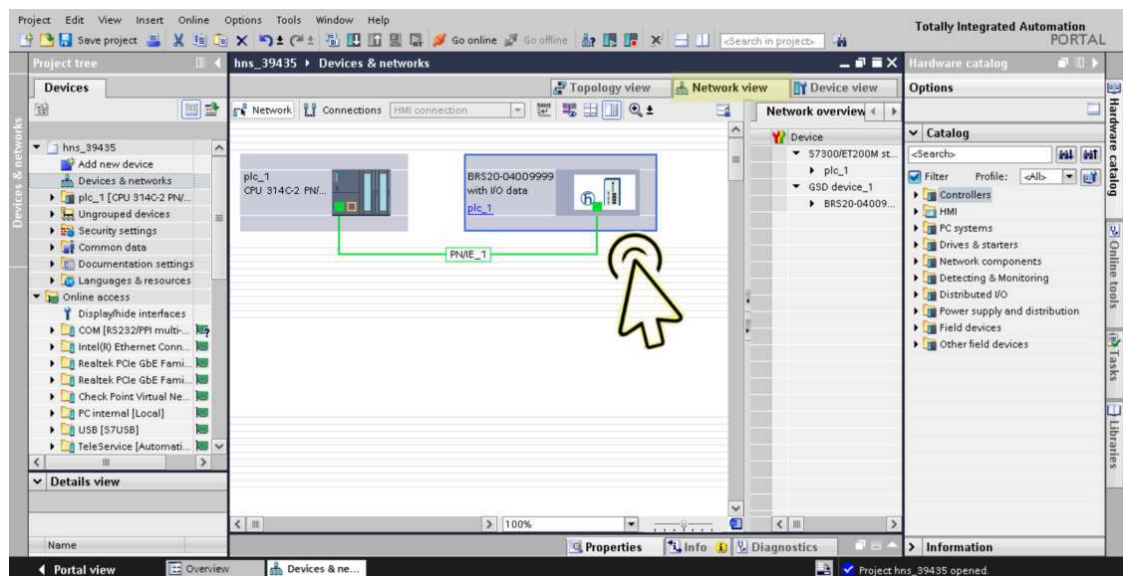 Project Edit View Insert Online Options Tools Window Help
Totally Integrated Automation
PORTAL
Save project
Go online
Go offline
<Search in project>
Project tree
hns_39435 Devices & networks
Hardware catalog
Devices
Topology view
Network view
Device view
Options
Network
Connections
HMI connection
Network overview
Catalog
Device
<Search>
Filter
Profile:
<All>
hns_39435
Add new device
Devices & networks
plc_1 [CPU 314C-2 PN/...
Ungrouped devices
Security settings
Common data
Documentation settings
Languages & resources
Online access
Display/hide interfaces
COM [RS232/PPI multi-...
Intel(R) Ethernet Conn...
Realtek PCIe GbE Fami...
Realtek PCIe GbE Fami...
Check Point Virtual Ne...
PC internal [Local]
USB [S7USB]
TeleService [Automati...
Details view
Name
plc_1
CPU 314C-2 PN/...
BRS20-04009999
with I/O data
plc_1
PN/IE_1
S7300/ET200M st...
plc_1
GSD device_1
BRS20-04009...
Controllers
HMI
PC systems
Drives & starters
Network components
Detecting & Monitoring
Distributed I/O
Power supply and distribution
Field devices
Other field devices
Devices & networks
Hardware catalog
Online tools
Tasks
Libraries
100%
Properties
Info
Diagnostics
Information
Portal view
Overview
Devices & ne...
Project hns_39435 opened.